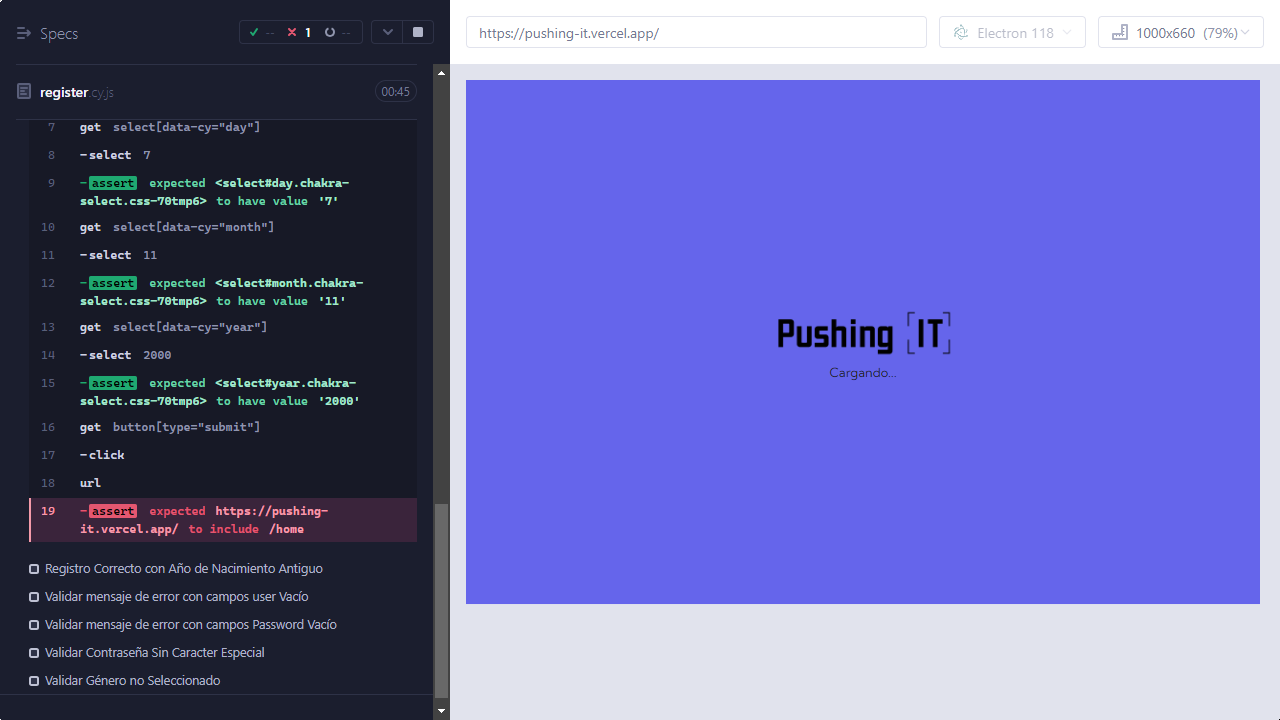 Specs
-- 1 --
register.cy.js
00:45
7 get select[data-cy="day"]
8 -select 7
9 -assert expected <select#day.chakra-
select.css-70tmp6> to have value '7'
10 get select[data-cy="month"]
11 -select 11
12 -assert expected <select#month.chakra-
select.css-70tmp6> to have value '11'
13 get select[data-cy="year"]
14 -select 2000
15 -assert expected <select#year.chakra-
select.css-70tmp6> to have value '2000'
16 get button[type="submit"]
17 -click
18 url
19 -assert expected https://pushing-
it.vercel.app/ to include /home
Registro Correcto con Año de Nacimiento Antiguo
Validar mensaje de error con campos user Vacío
Validar mensaje de error con campos Password Vacío
Validar Contraseña Sin Caracter Especial
Validar Género no Seleccionado
https://pushing-it.vercel.app/
Electron 118
1000x660 (79%)
Pushing [IT]
Cargando...